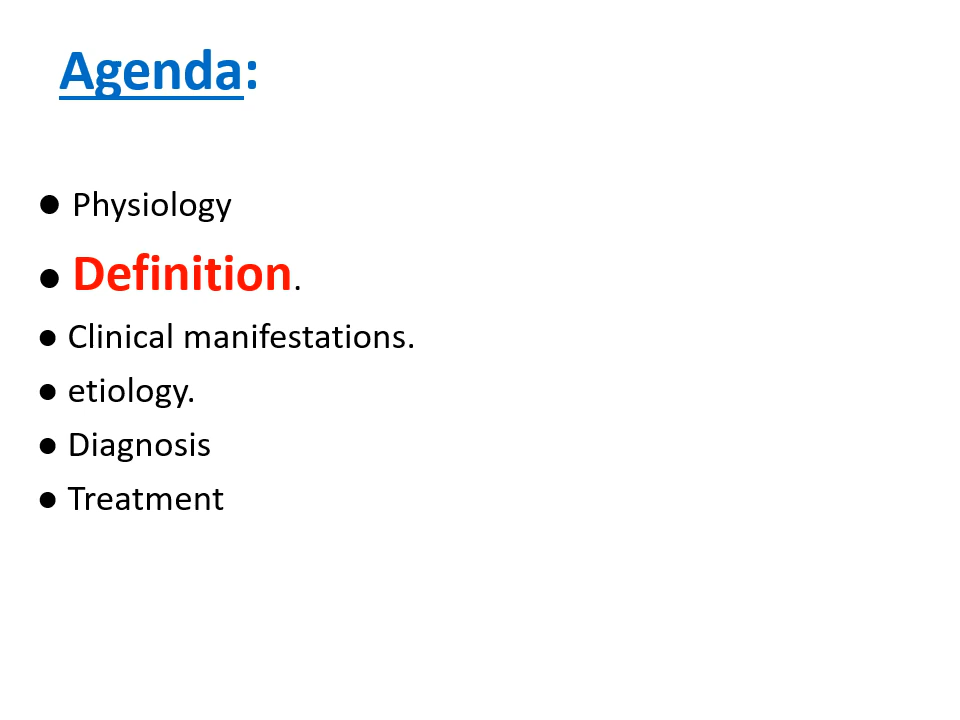 Agenda:
● Physiology
● Definition.
● Clinical manifestations.
● etiology.
● Diagnosis
● Treatment